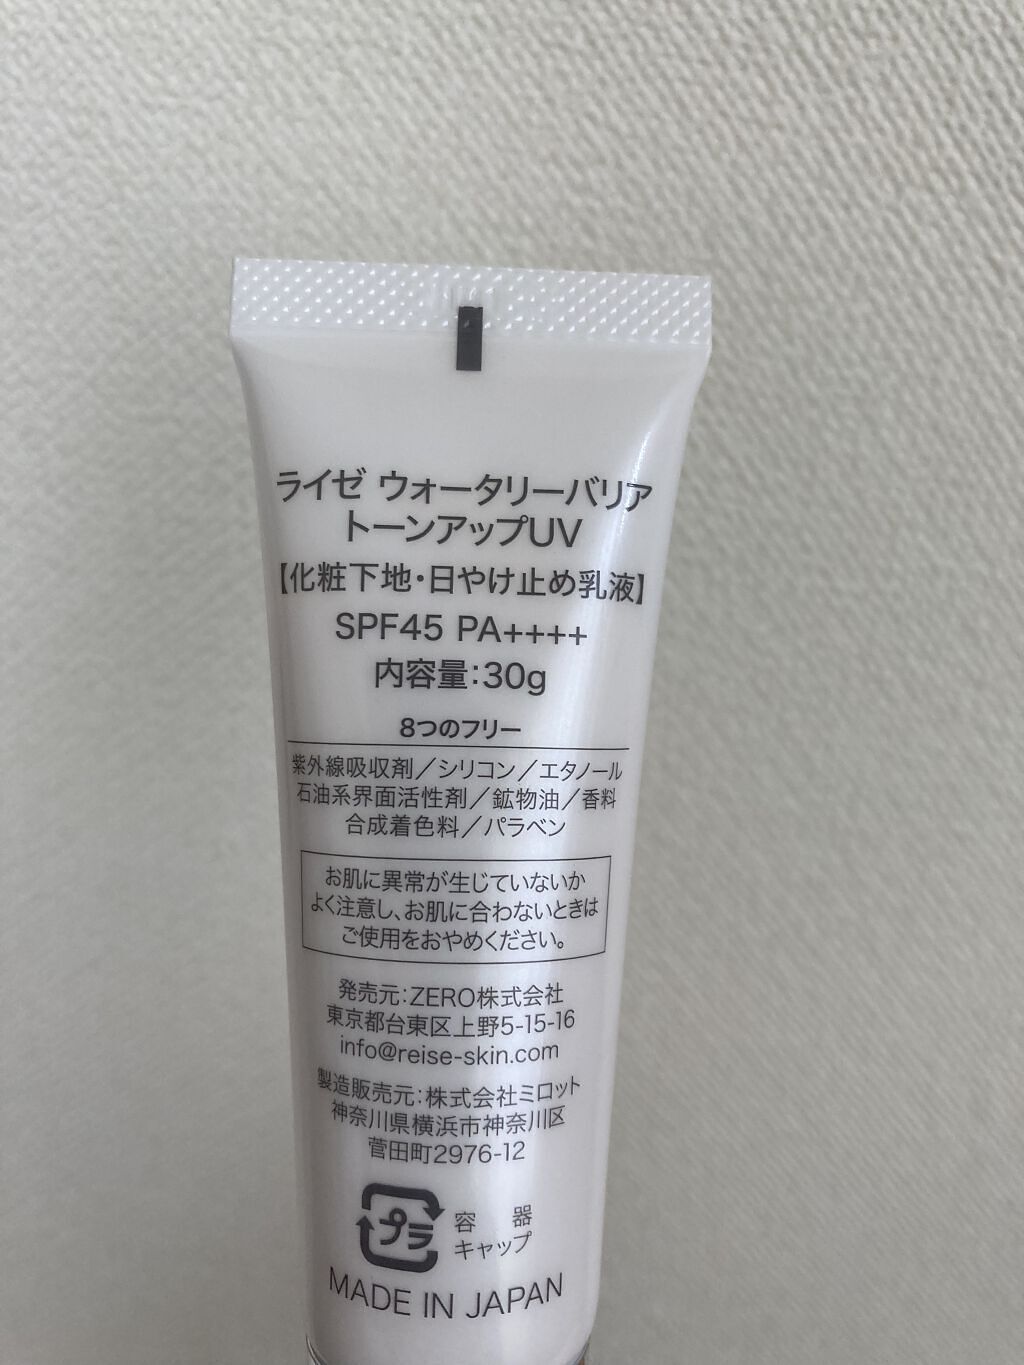 ライゼ ウォータリーバリア
トーンアップUV
【化粧下地・日やけ止め乳液】
SPF45 PA++++
内容量:30g
8つのフリー
紫外線吸収剤／シリコン／エタノール
石油系界面活性剤／鉱物油／香料
合成着色料／パラベン
お肌に異常が生じていないか
よく注意し、お肌に合わないときは
ご使用をおやめください。
発売元:ZERO株式会社
東京都台東区上野5-15-16
info@reise-skin.com
製造販売元:株式会社ミロット
神奈川県横浜市神奈川区
菅田町2976-12
プラ
容器
キャップ
MADE IN JAPAN